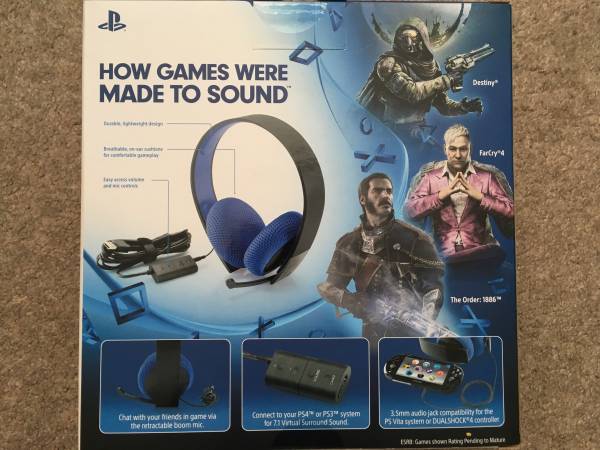 HOW GAMES WERE
MADE TO SOUND™
Destiny®
Durable, lightweight design
FarCry®4
Breathable, on-ear cushions
for comfortable gameplay
Easy access volume
and mic controls
The Order: 1886™
Chat with your friends in game via
the retractable boom mic.
Connect to your PS4™ or PS3™ system
for 7.1 Virtual Surround Sound.
3.5mm audio jack compatibility for the
PS Vita system or DUALSHOCK®4 controller
ESRB: Games shown Rating Pending to Mature